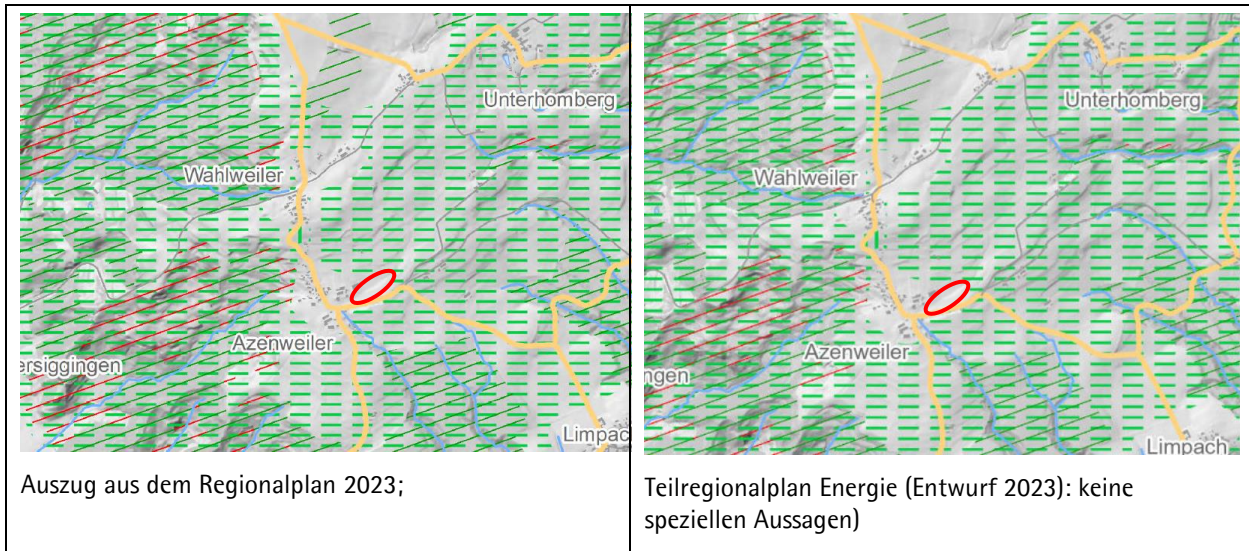 Unterhomberg
Wahlweiler
Azenweiler
ersiggingen
Limpac
Auszug aus dem Regionalplan 2023;
Unterhomberg
Wahlweiler
Azenweiler
ngen
Limpach
Teilregionalplan Energie (Entwurf 2023): keine
speziellen Aussagen)